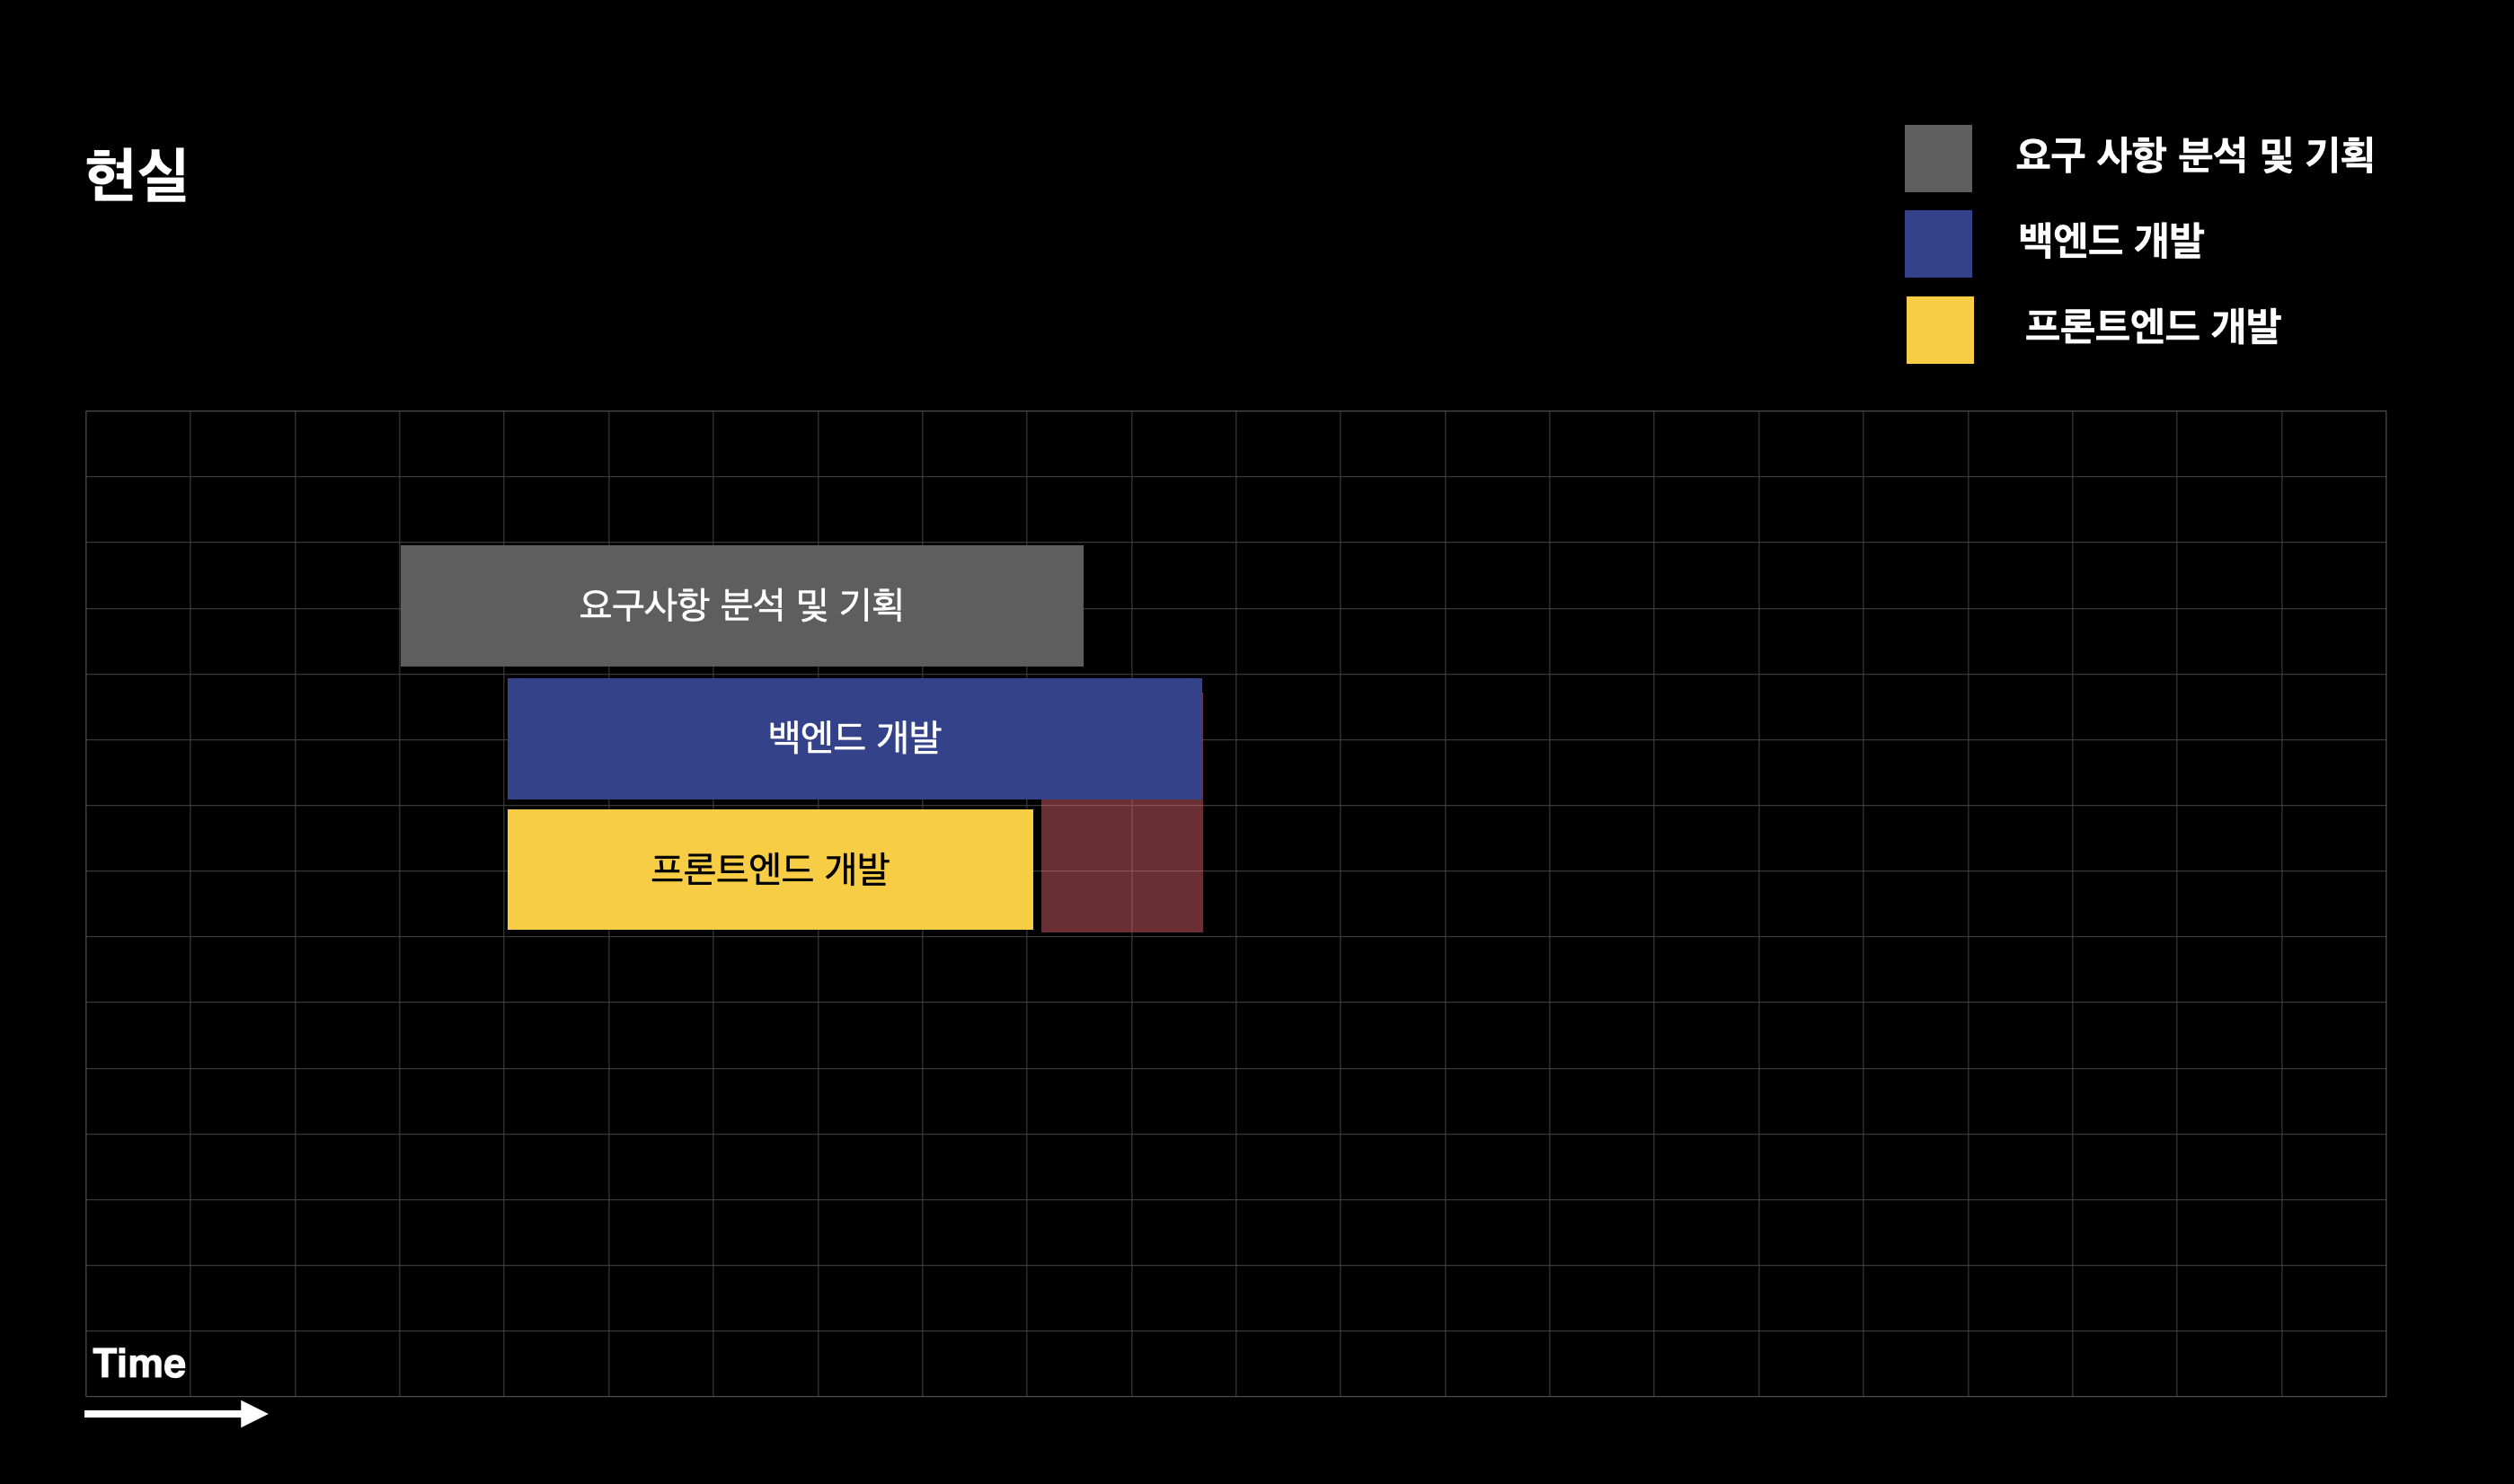 현실
요구 사항 분석 및 기획
백엔드 개발
프론트엔드 개발
요구사항 분석 및 기획
백엔드 개발
프론트엔드 개발
Time